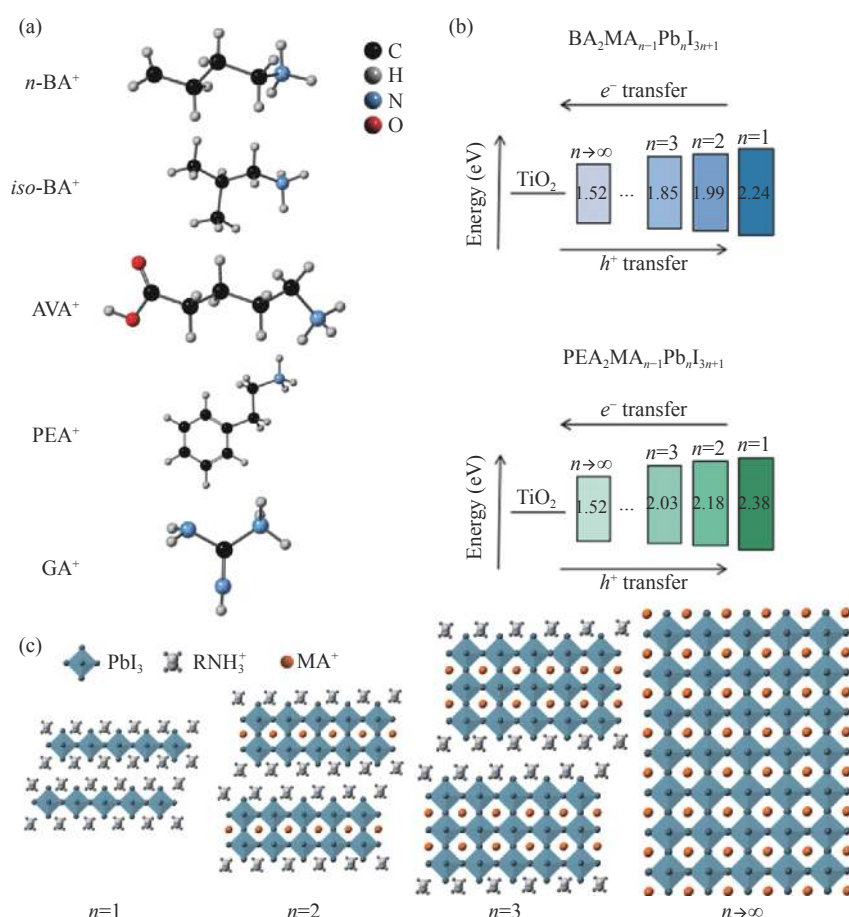 (a)
n-BA⁺
iso-BA⁺
AVA⁺
PEA⁺
GA⁺
C
H
N
O
(b)
BA₂MAₙ₋₁PbₙI₃ₙ₊₁
e⁻ transfer
Energy (eV)
TiO₂
n→∞
n=3
n=2
n=1
1.52
...
1.85
1.99
2.24
h⁺ transfer
PEA₂MAₙ₋₁PbₙI₃ₙ₊₁
e⁻ transfer
Energy (eV)
TiO₂
n→∞
n=3
n=2
n=1
1.52
...
2.03
2.18
2.38
h⁺ transfer
(c)
PbI₃
RNH₃⁺
MA⁺
n=1
n=2
n=3
n→∞